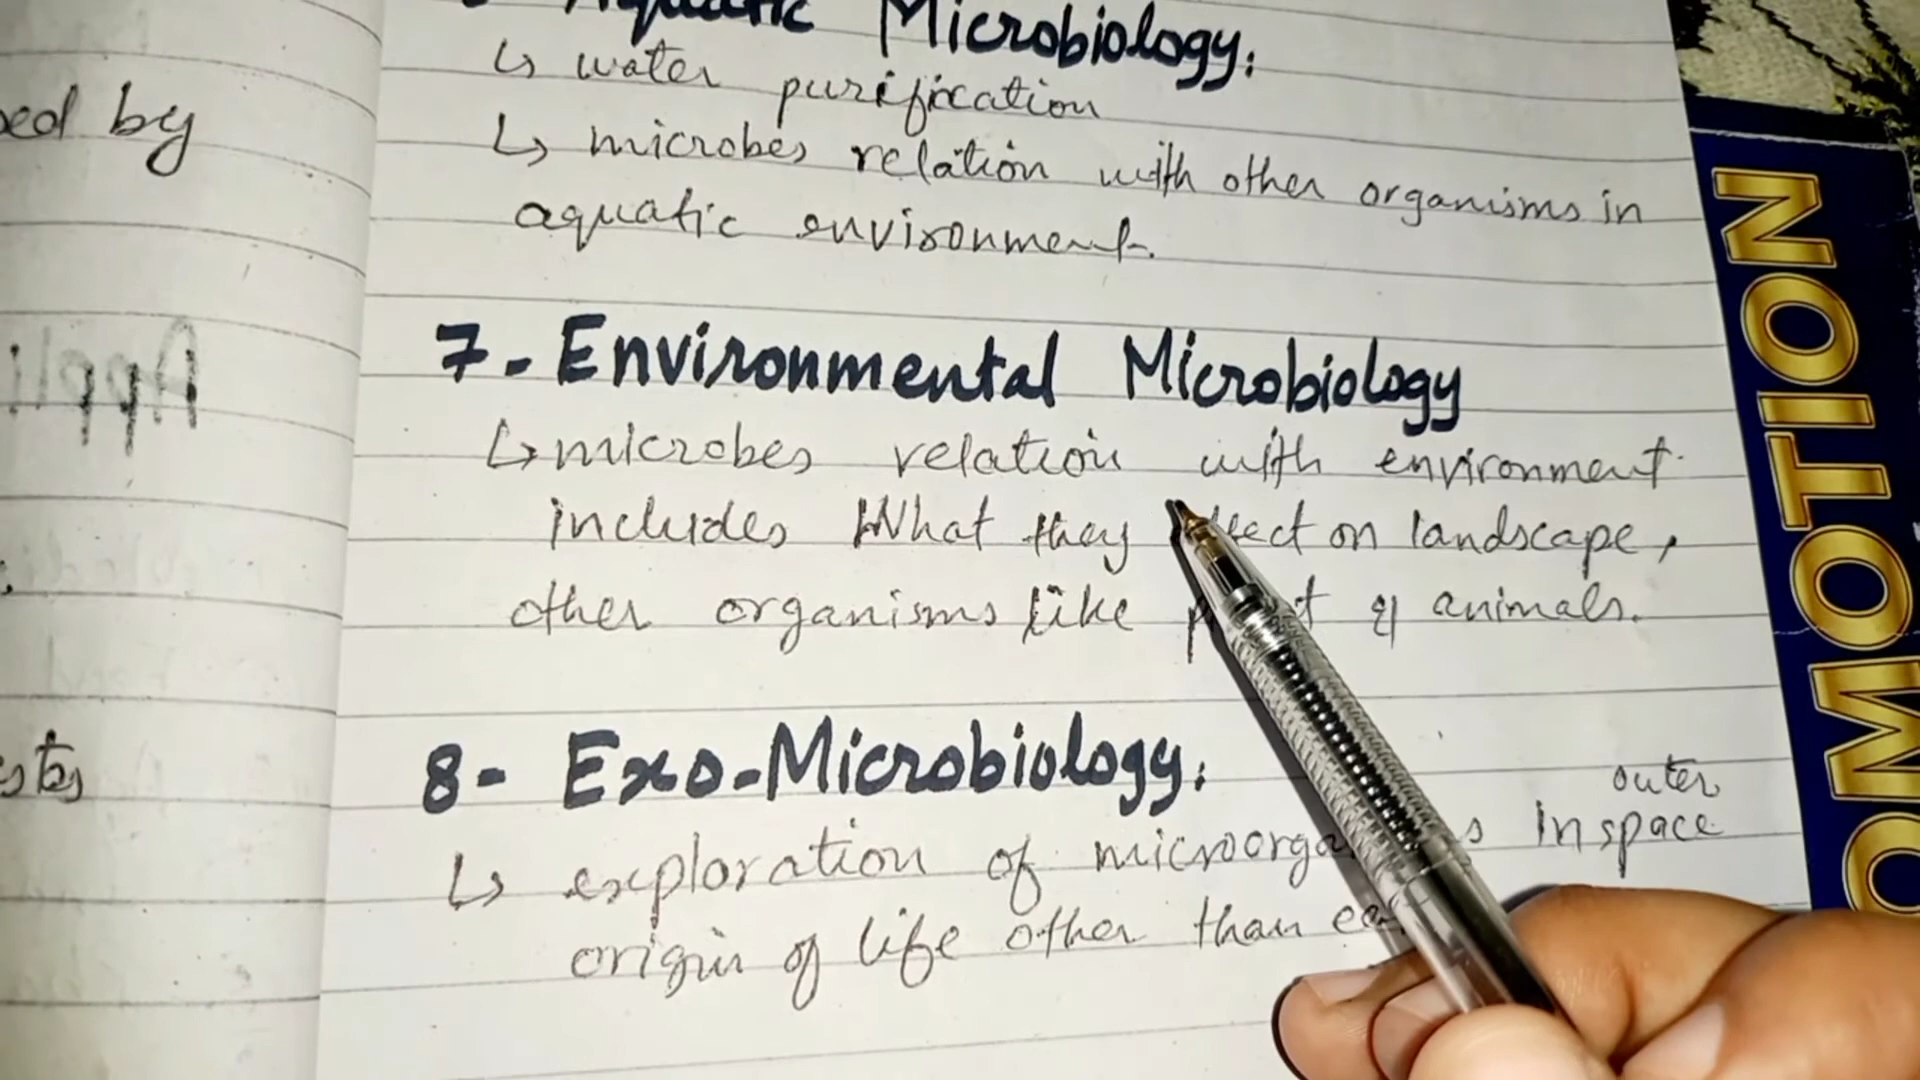 Aquatic Microbiology:
↳ water purification
↳ microbes relation with other organisms in
aquatic environment.
7- Environmental Microbiology
↳ microbes relation with environment
includes What they on landscape,
other organisms like & animals.
8- Exo-Microbiology:
outer
↳ exploration of In space
origin of life other than
by
Appli
OMOTION